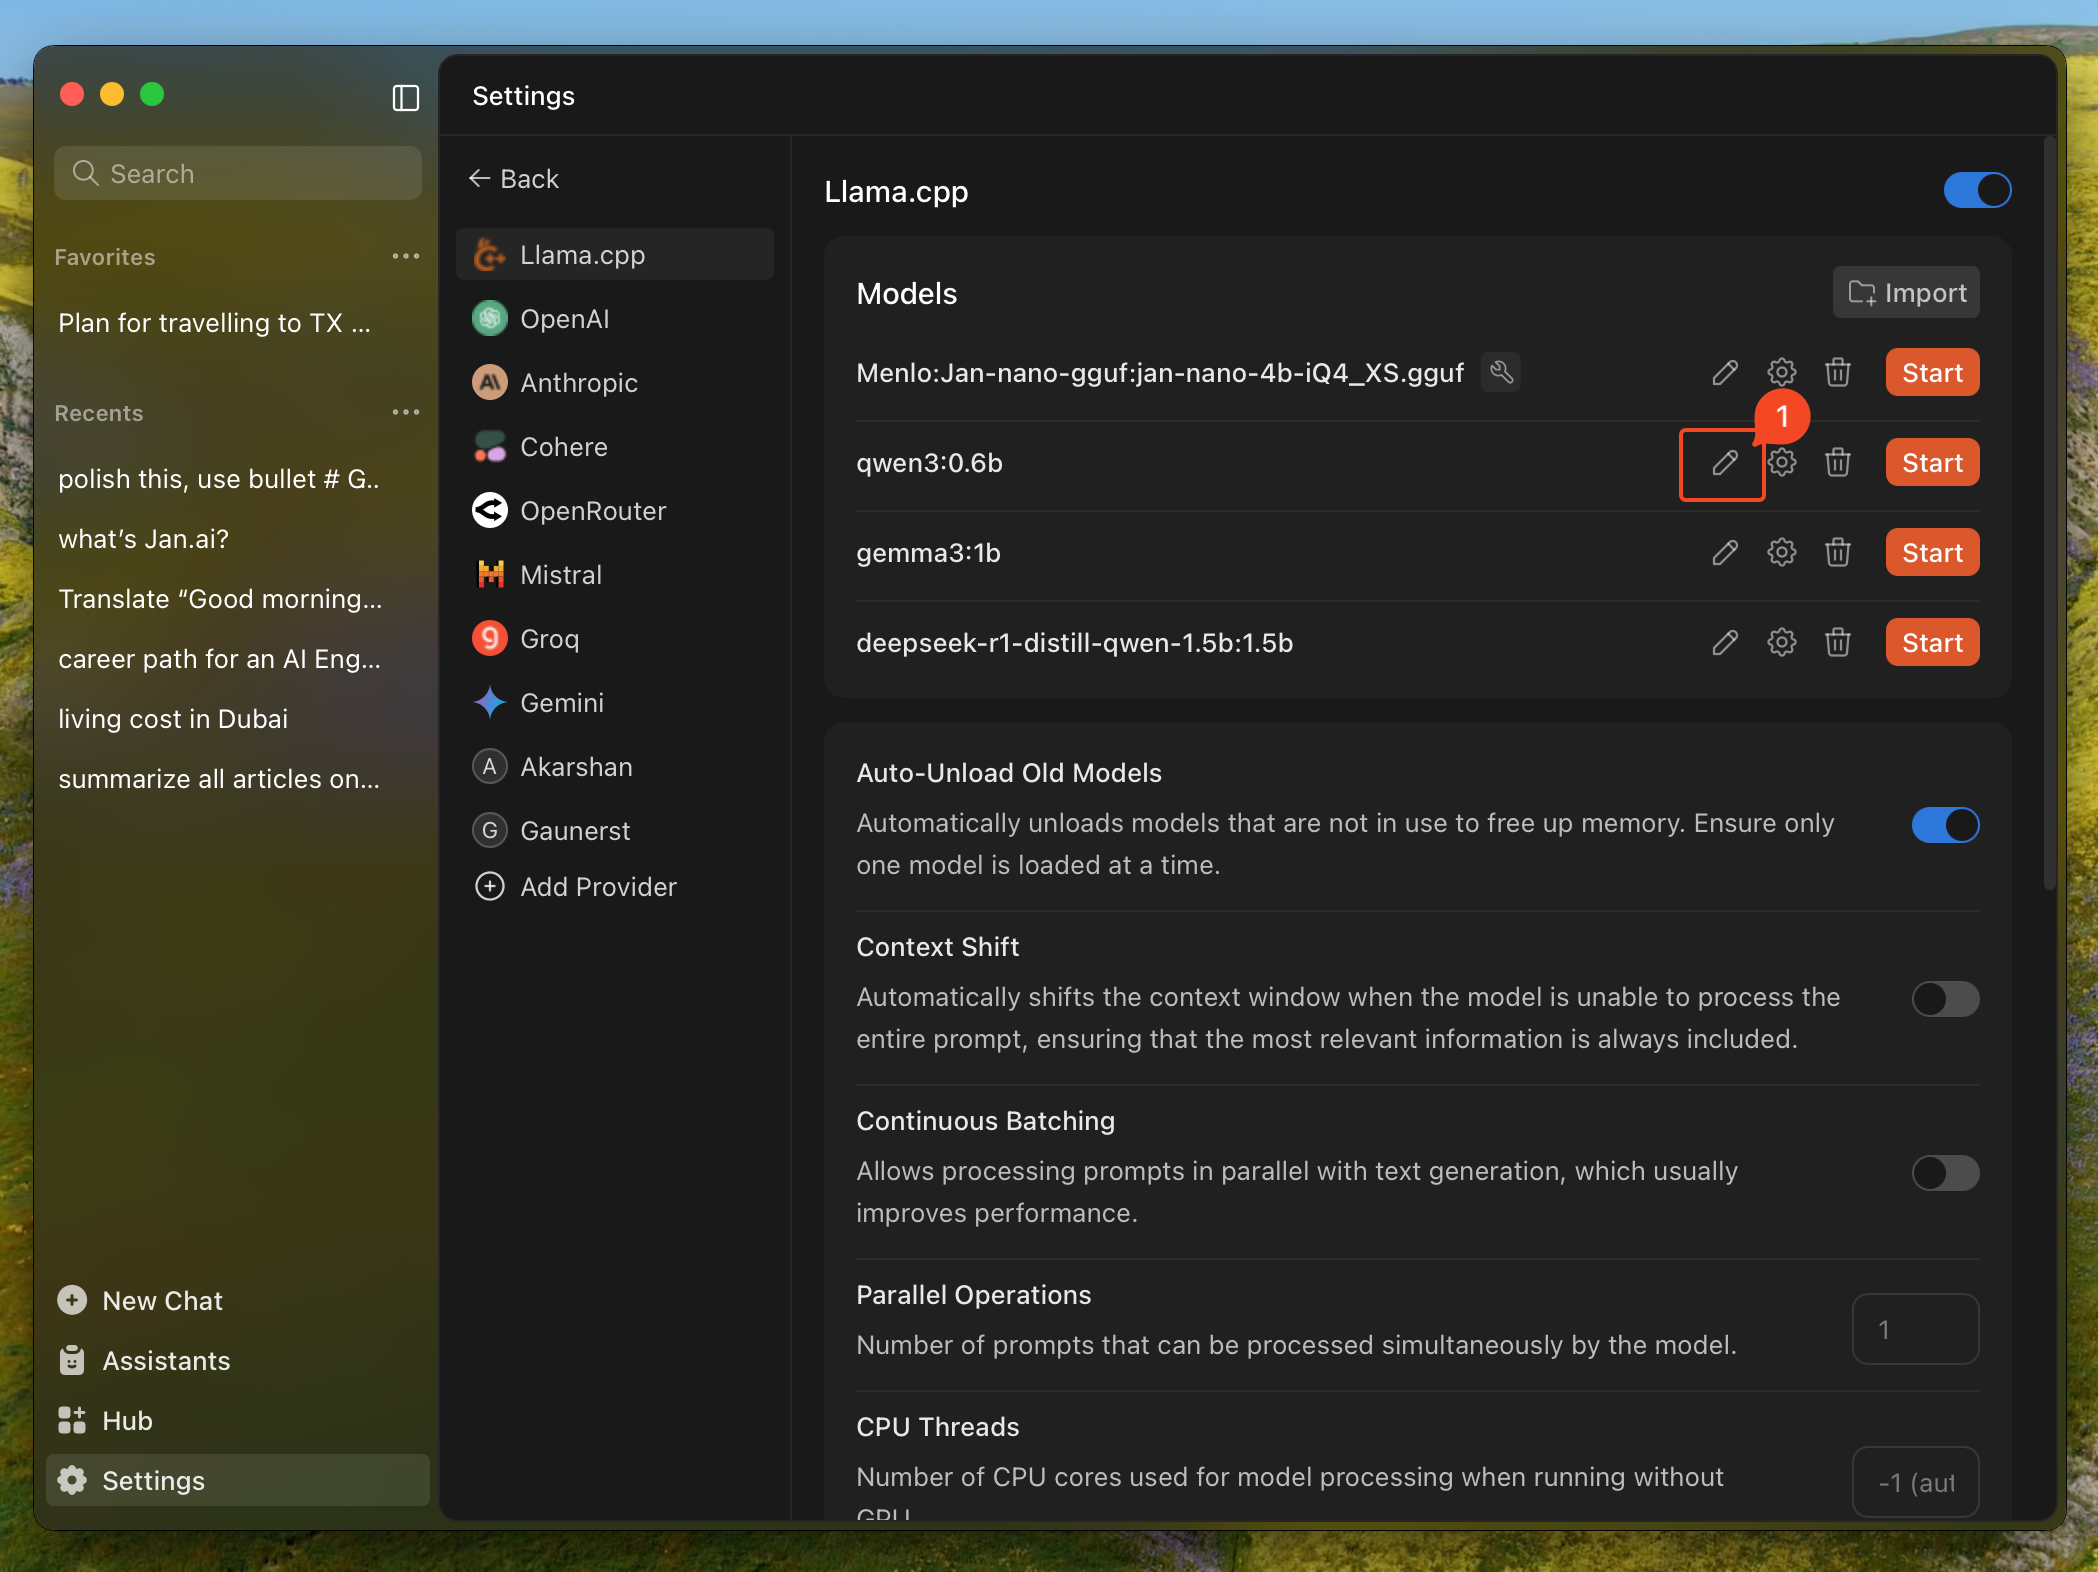 Search
Favorites
Plan for travelling to TX ...
Recents
polish this, use bullet # G..
what's Jan.ai?
Translate “Good morning...
career path for an AI Eng...
living cost in Dubai
summarize all articles on...
New Chat
Assistants
Hub
Settings
Settings
Back
Llama.cpp
OpenAI
Anthropic
Cohere
OpenRouter
Mistral
Groq
Gemini
A Akarshan
G Gaunerst
Add Provider
Llama.cpp
Models
Import
Menlo:Jan-nano-gguf:jan-nano-4b-iQ4_XS.gguf
Start
1
qwen3:0.6b
Start
gemma3:1b
Start
deepseek-r1-distill-qwen-1.5b:1.5b
Start
Auto-Unload Old Models
Automatically unloads models that are not in use to free up memory. Ensure only
one model is loaded at a time.
Context Shift
Automatically shifts the context window when the model is unable to process the
entire prompt, ensuring that the most relevant information is always included.
Continuous Batching
Allows processing prompts in parallel with text generation, which usually
improves performance.
Parallel Operations
Number of prompts that can be processed simultaneously by the model.
1
CPU Threads
Number of CPU cores used for model processing when running without
GPU.
-1 (aut